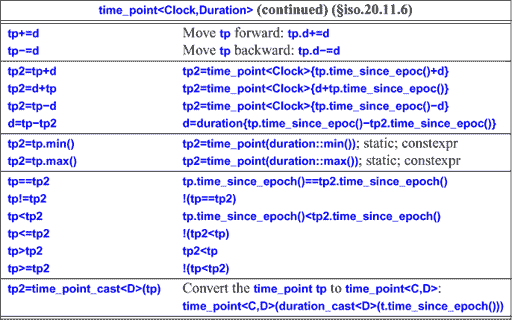 time_point<Clock,Duration> (continued) (§iso.20.11.6)
tp+=d Move tp forward: tp.d+=d
tp−=d Move tp backward: tp.d−=d
tp2=tp+d tp2=time_point<Clock>{tp.time_since_epoc()+d}
tp2=d+tp tp2=time_point<Clock>{d+tp.time_since_epoc()}
tp2=tp−d tp2=time_point<Clock>{tp.time_since_epoc()−d}
d=tp−tp2 d=duration{tp.time_since_epoc()−tp2.time_since_epoc()}
tp2=tp.min() tp2=time_point(duration::min()); static; constexpr
tp2=tp.max() tp2=time_point(duration::max()); static; constexpr
tp==tp2 tp.time_since_epoch()==tp2.time_since_epoch()
tp!=tp2 !(tp==tp2)
tp<tp2 tp.time_since_epoch()<tp2.time_since_epoch()
tp<=tp2 !(tp2<tp)
tp>tp2 tp2<tp
tp>=tp2 !(tp<tp2)
tp2=time_point_cast<D>(tp) Convert the time_point tp to time_point<C,D>:
time_point<C,D>(duration_cast<D>(t.time_since_epoch()))